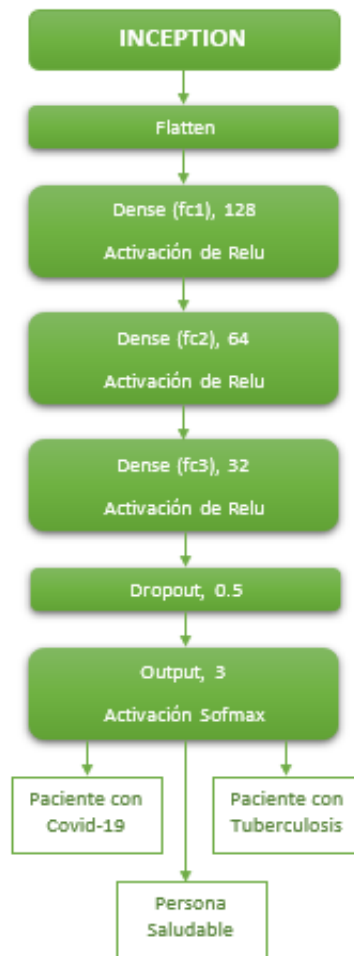 INCEPTION
Flatten
Dense (fc1), 128
Activación de Relu
Dense (fc2), 64
Activación de Relu
Dense (fc3), 32
Activación de Relu
Dropout, 0.5
Output, 3
Activación Sofmax
Paciente con
Covid-19
Paciente con
Tuberculosis
Persona
Saludable